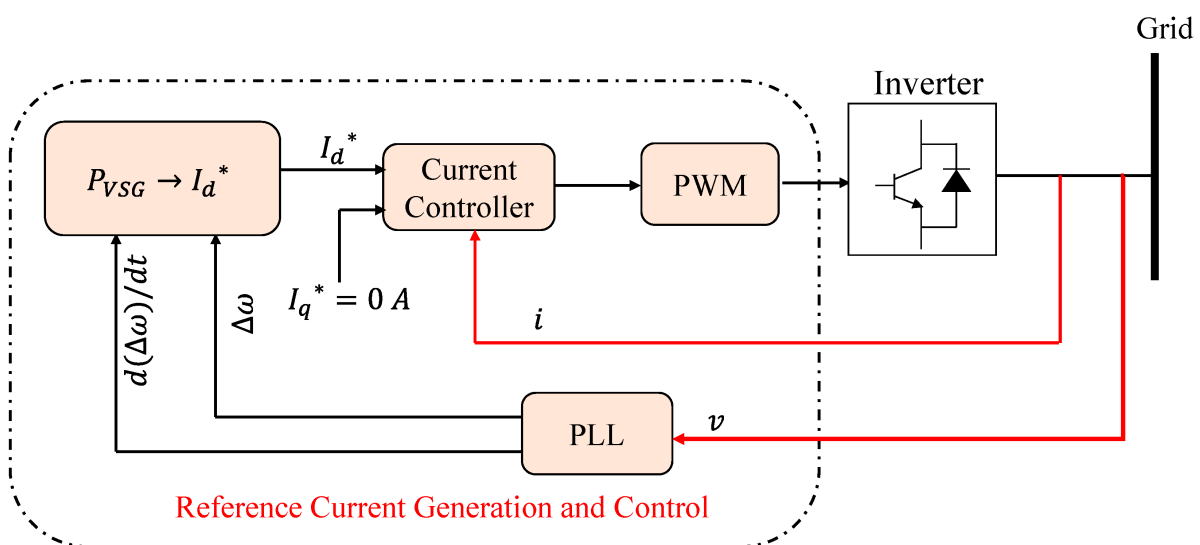 Grid
Inverter
P_VSG → I_d*
I_d*
Current
Controller
PWM
I_q* = 0 A
d(Δω)/dt
Δω
i
PLL
v
Reference Current Generation and Control